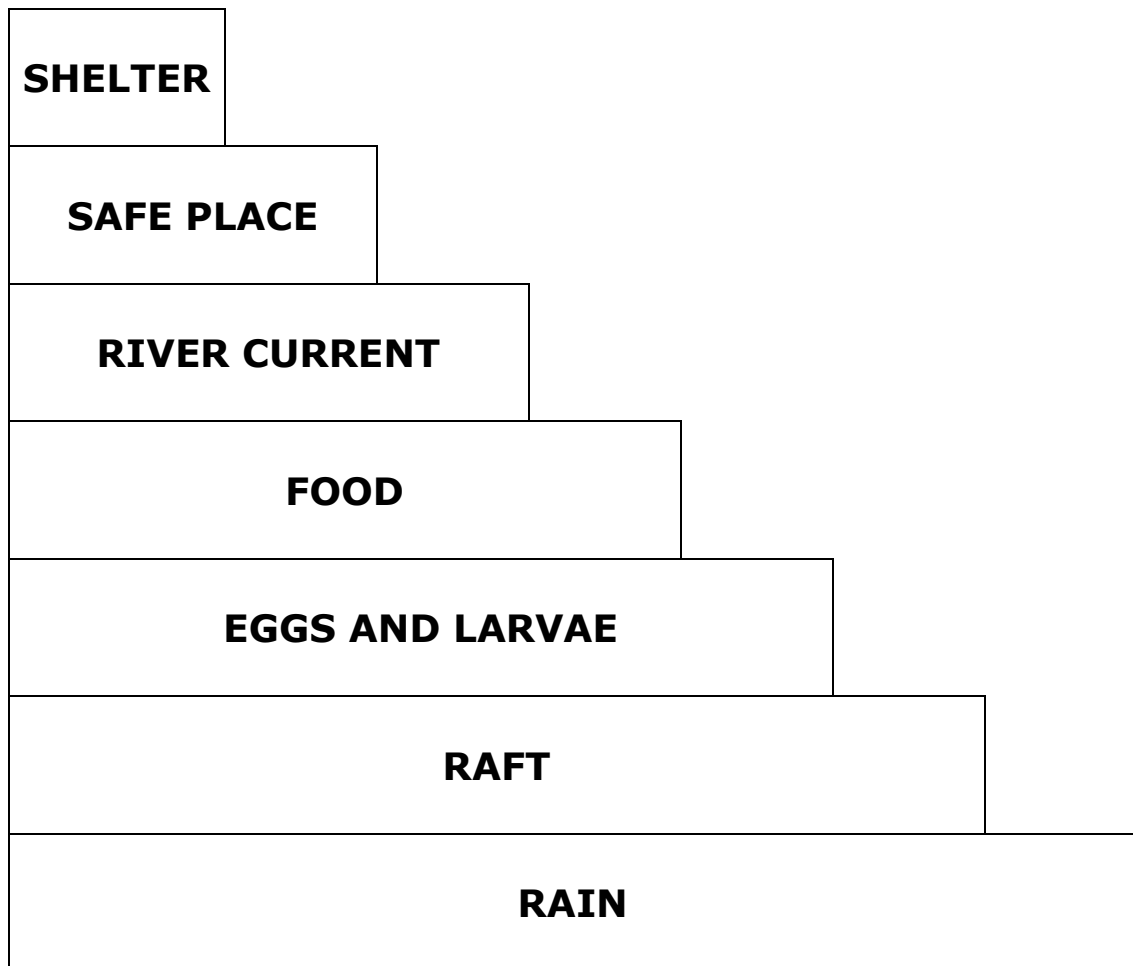 SHELTER
SAFE PLACE
RIVER CURRENT
FOOD
EGGS AND LARVAE
RAFT
RAIN